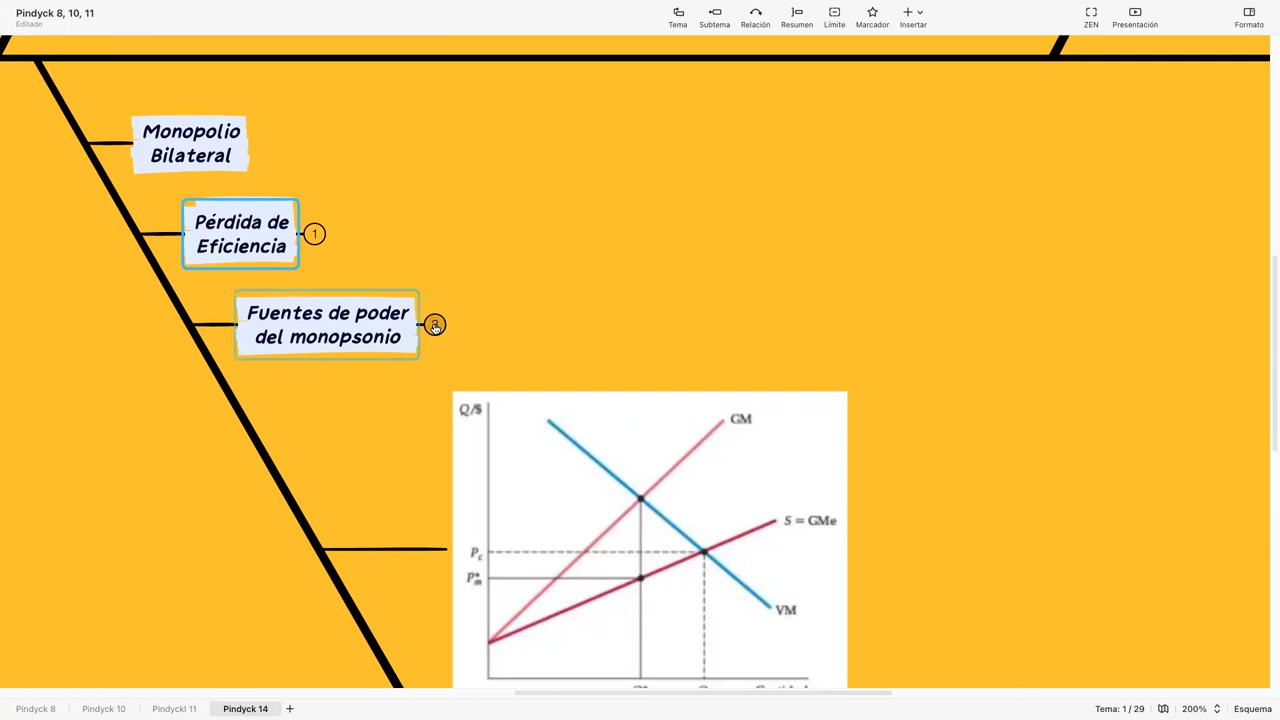 Pindyck 8, 10, 11
Editado
Tema
Subtema
Relación
Resumen
Límite
Marcador
Insertar
ZEN
Presentación
Formato
Monopolio
Bilateral
Pérdida de
Eficiencia
1
Fuentes de poder
del monopsonio
Q/$
GM
S = GMe
Pc
P*m
VM
Pindyck 8
Pindyck 10
Pindyckl 11
Pindyck 14
Tema: 1 / 29
200%
Esquema